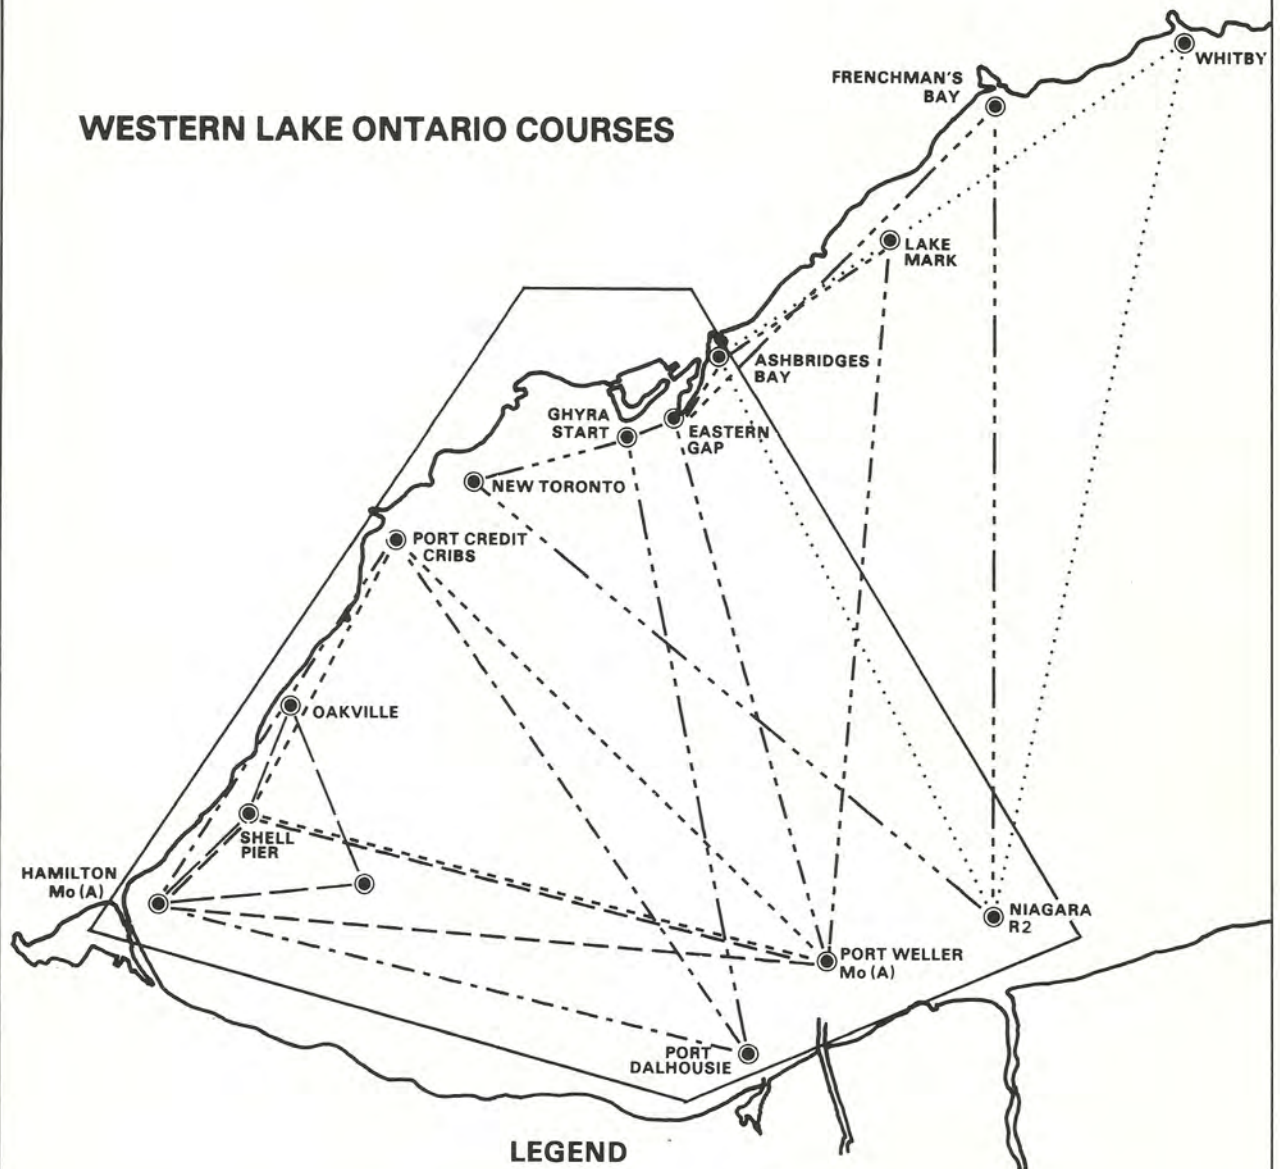 WHITBY
FRENCHMAN'S
BAY
WESTERN LAKE ONTARIO COURSES
LAKE
MARK
ASHBRIDGES
BAY
GHYRA
START
EASTERN
GAP
NEW TORONTO
PORT CREDIT
CRIBS
OAKVILLE
SHELL
PIER
HAMILTON
Mo (A)
NIAGARA
R2
PORT WELLER
Mo (A)
PORT
DALHOUSIE
LEGEND